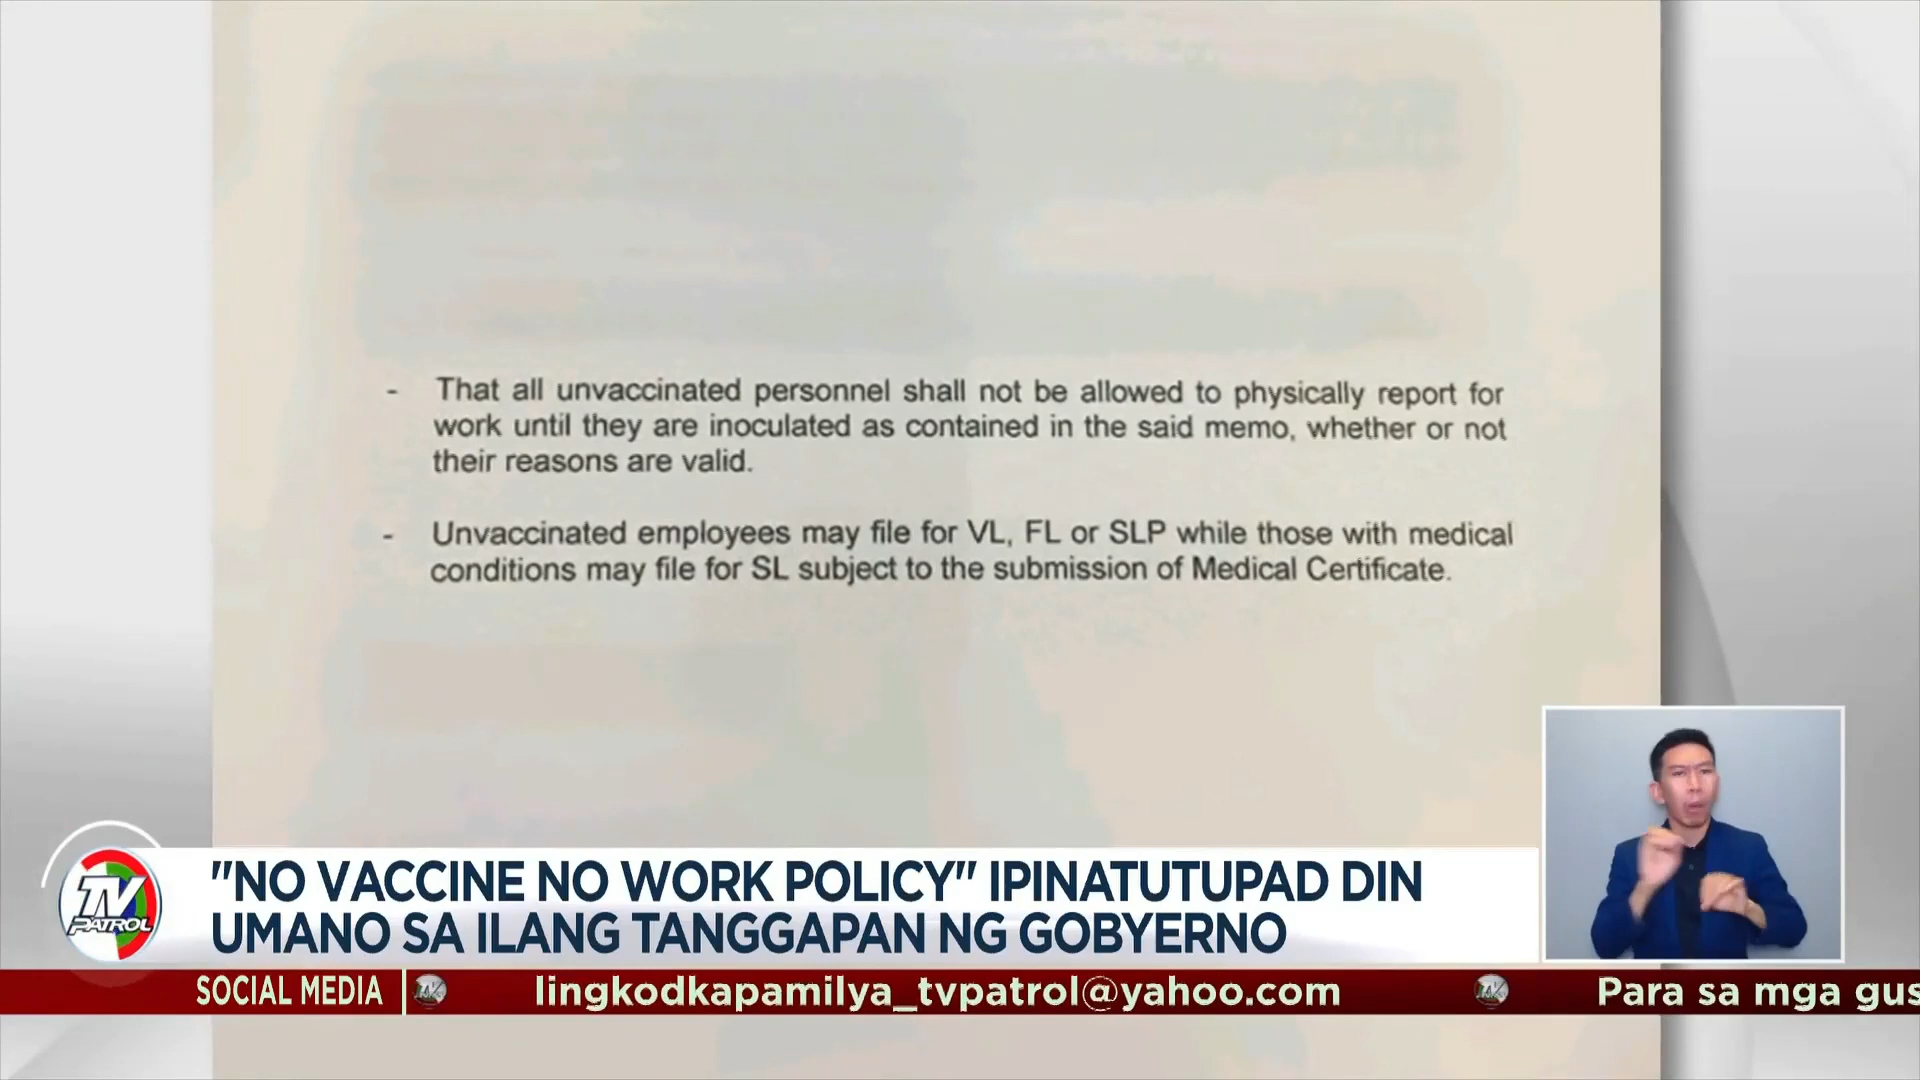 - That all unvaccinated personnel shall not be allowed to physically report for
work until they are inoculated as contained in the said memo, whether or not
their reasons are valid.
- Unvaccinated employees may file for VL, FL or SLP while those with medical
conditions may file for SL subject to the submission of Medical Certificate.
TV
PATROL
"NO VACCINE NO WORK POLICY" IPINATUTUPAD DIN
UMANO SA ILANG TANGGAPAN NG GOBYERNO
SOCIAL MEDIA lingkodkapamilya_tvpatrol@yahoo.com Para sa mga gus